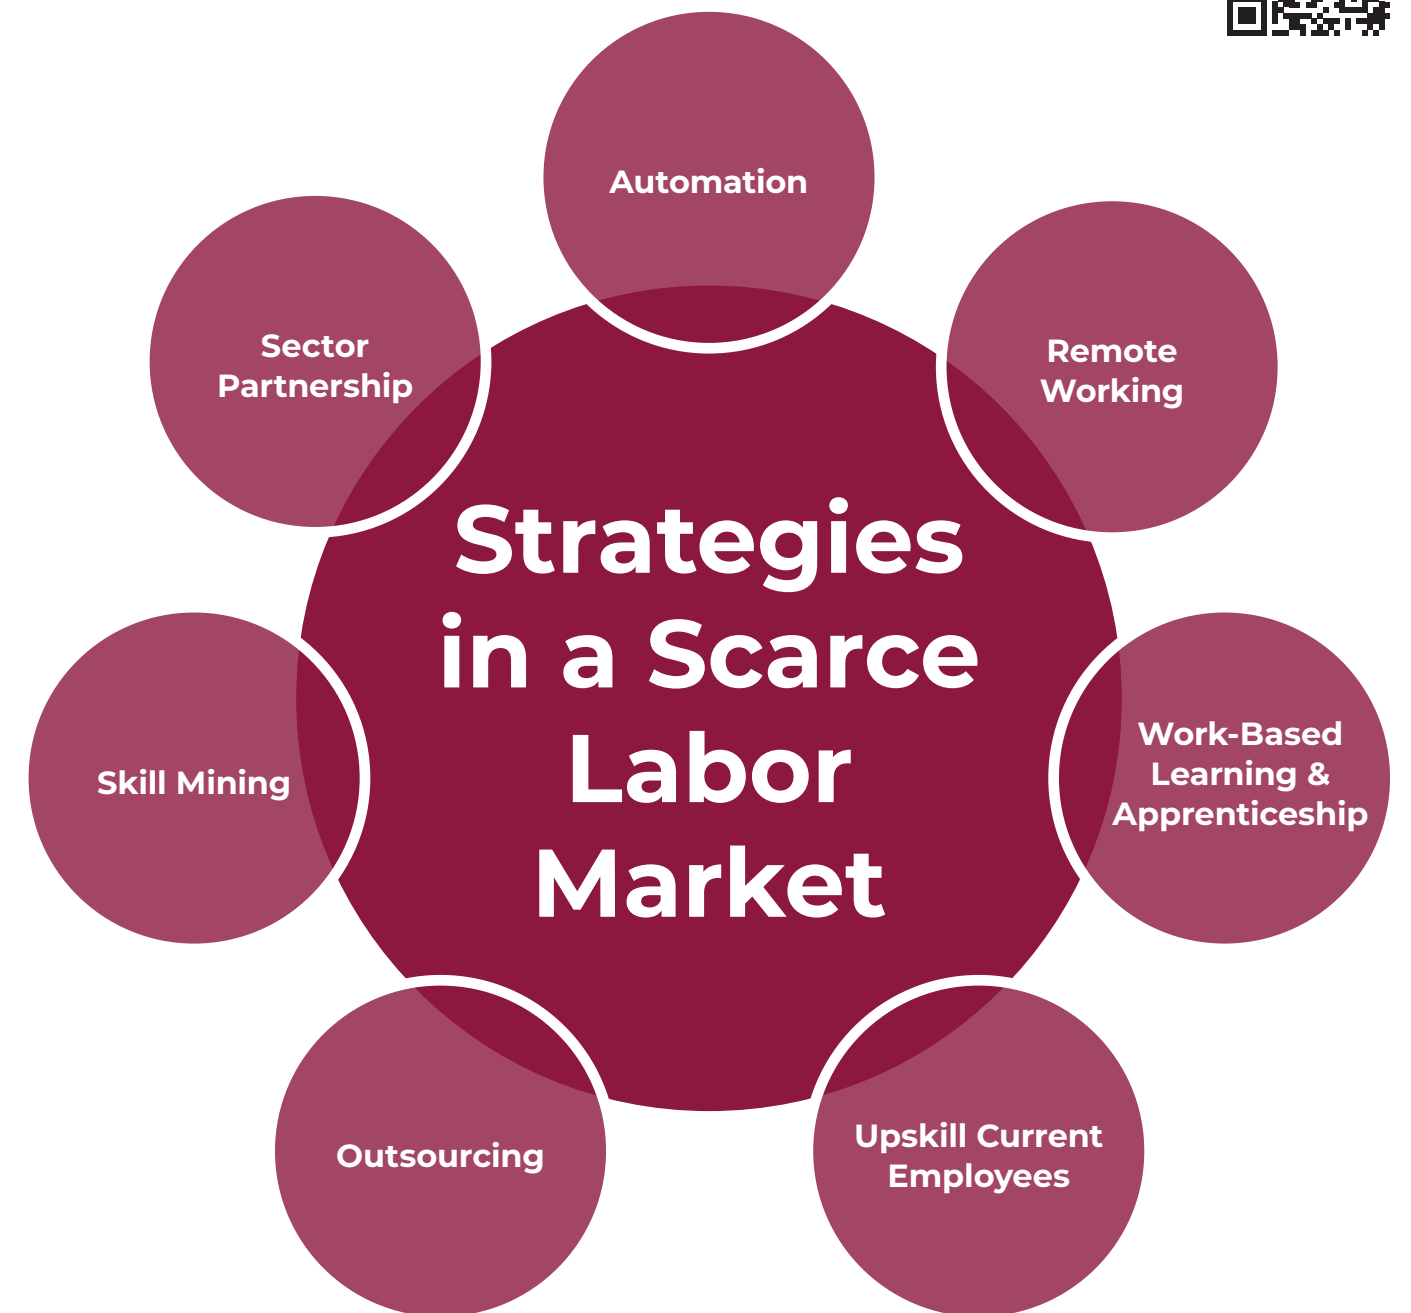 Automation
Sector
Partnership
Remote
Working
Strategies
in a Scarce
Labor
Market
Skill Mining
Work-Based
Learning &
Apprenticeship
Outsourcing
Upskill Current
Employees